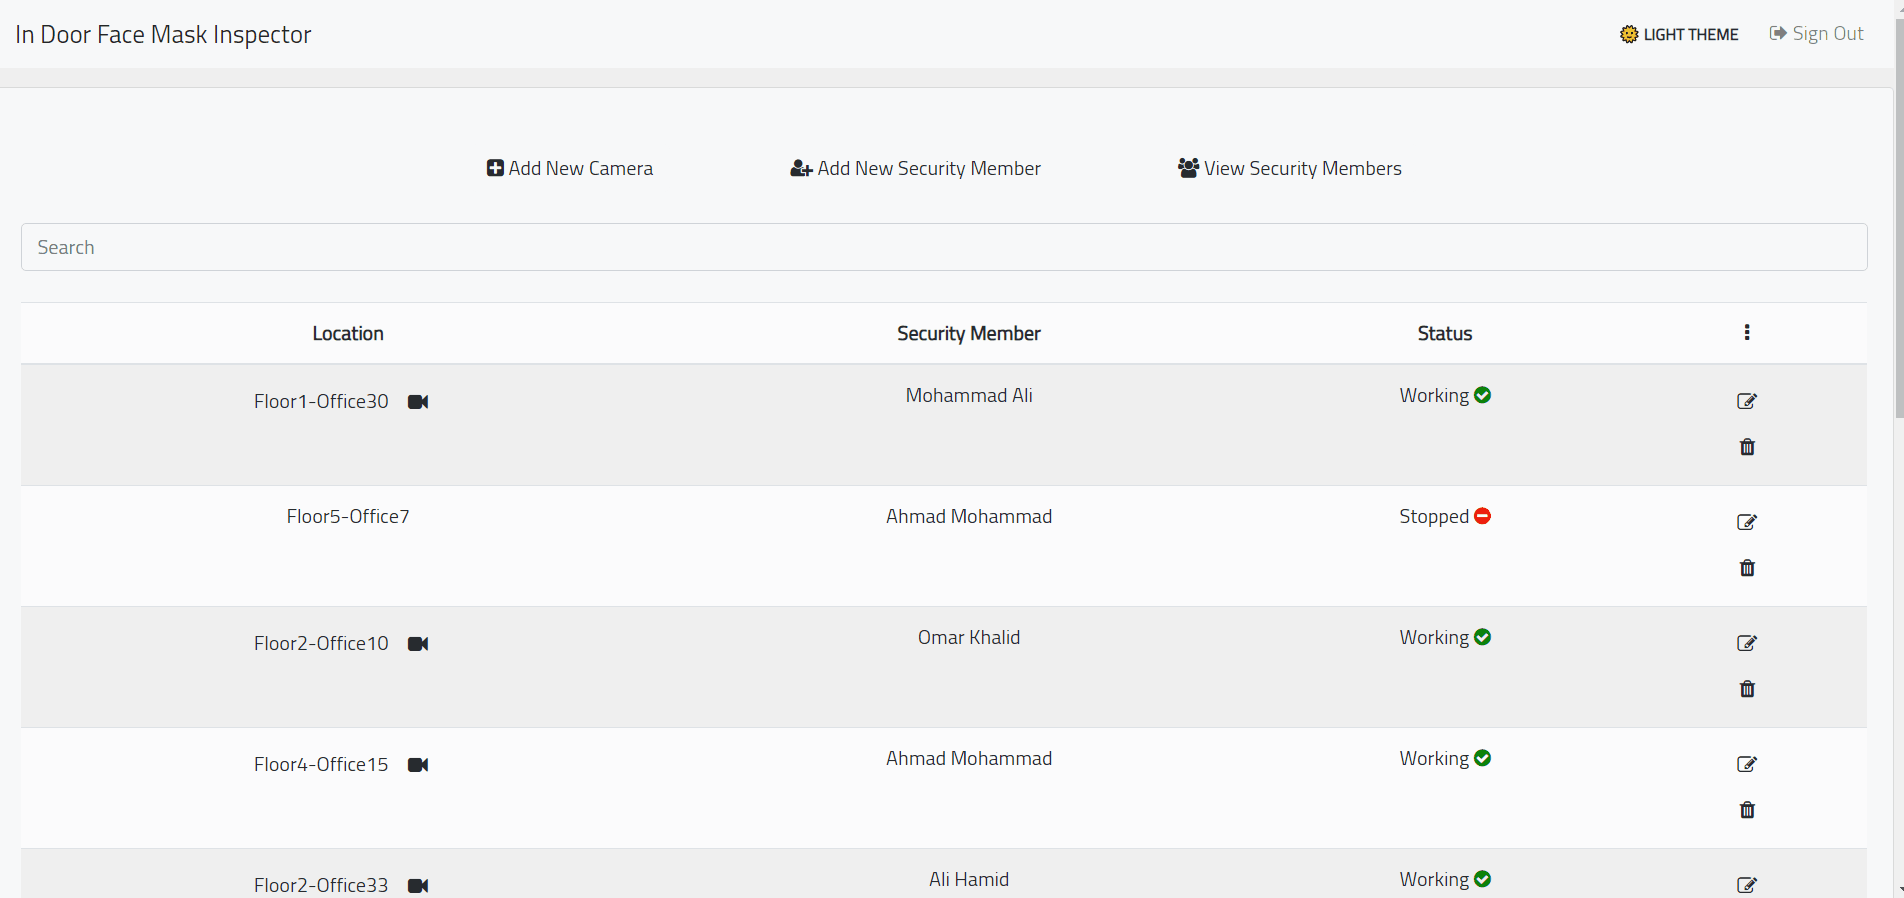 In Door Face Mask Inspector
LIGHT THEME Sign Out
Add New Camera Add New Security Member View Security Members
Search
Location Security Member Status
Floor1-Office30 Mohammad Ali Working
Floor5-Office7 Ahmad Mohammad Stopped
Floor2-Office10 Omar Khalid Working
Floor4-Office15 Ahmad Mohammad Working
Floor2-Office33 Ali Hamid Working